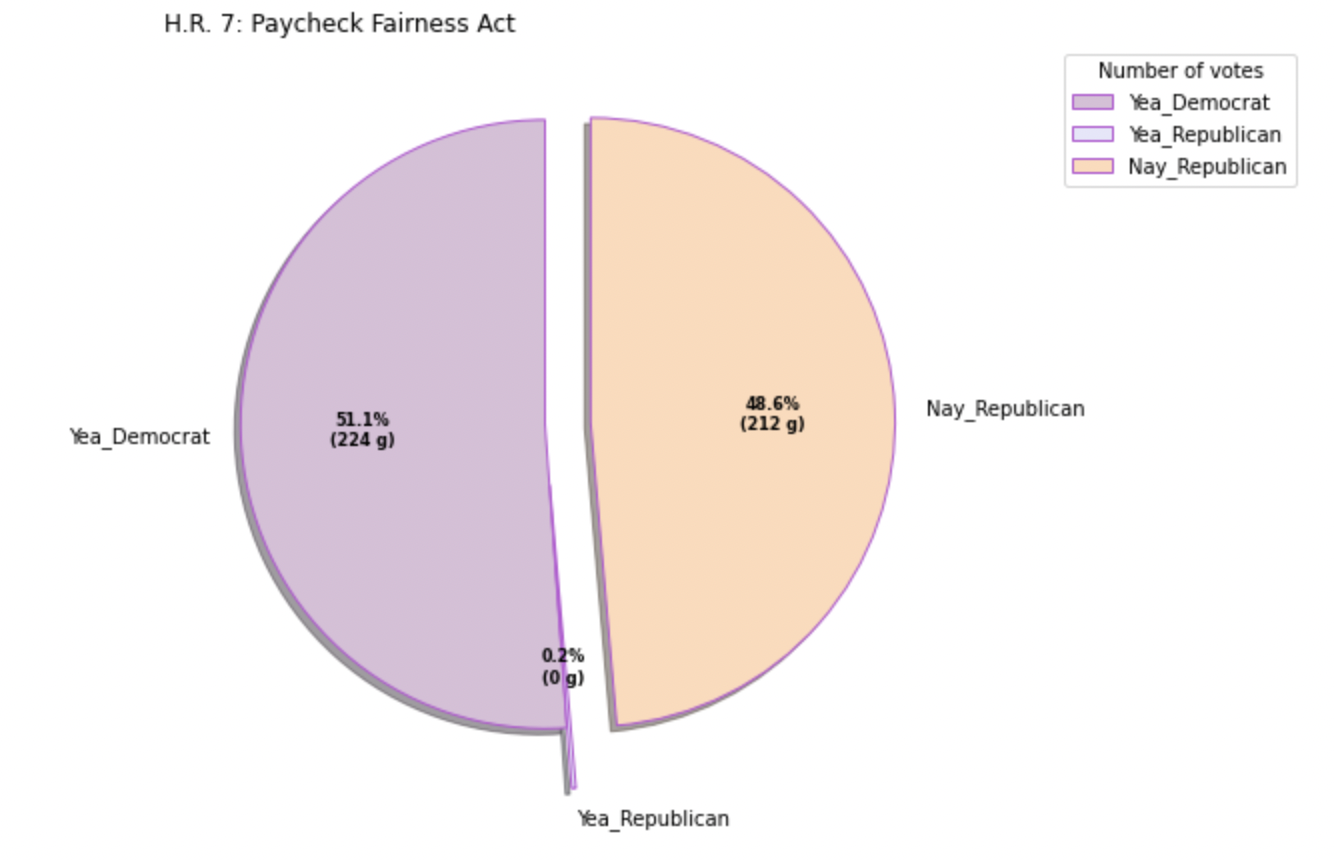 H.R. 7: Paycheck Fairness Act
Number of votes
Yea_Democrat
Yea_Republican
Nay_Republican
51.1%
(224 g)
48.6%
(212 g)
Yea_Democrat
Nay_Republican
0.2%
(0 g)
Yea_Republican